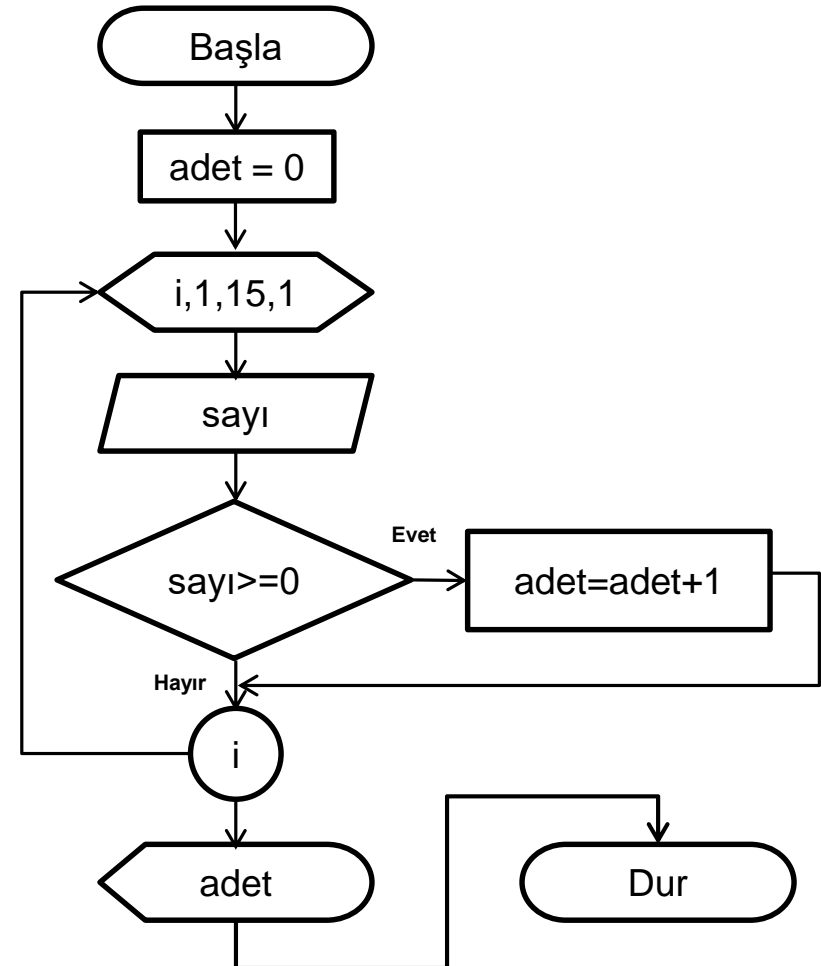 Başla
adet = 0
i,1,15,1
sayı
sayı>=0
Evet
adet=adet+1
Hayır
i
adet
Dur